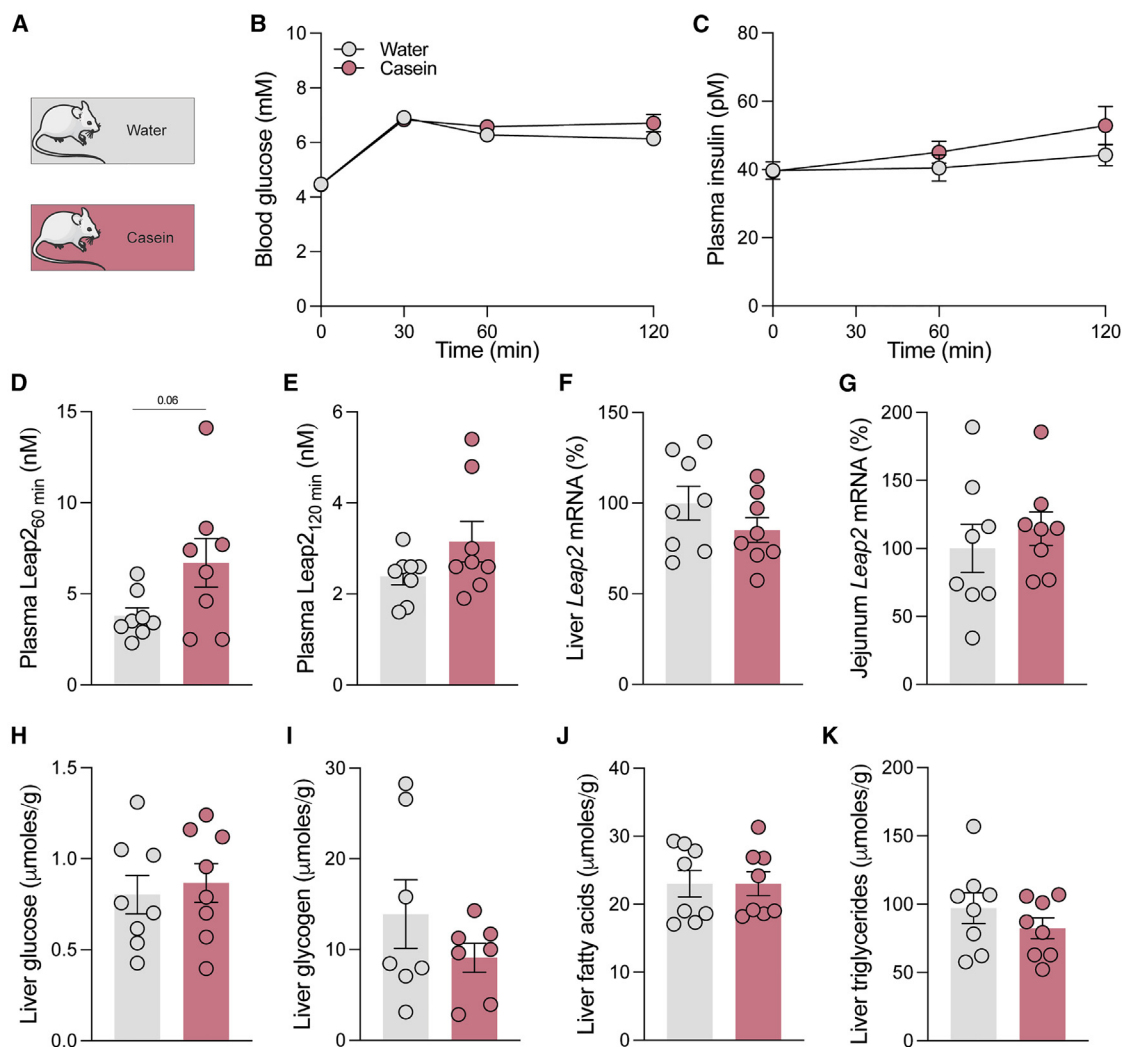 A
Water
Casein
B
Blood glucose (mM)
10
8
6
4
2
0
Water
Casein
0
30
60
120
Time (min)
C
Plasma insulin (pM)
80
60
40
20
0
0
30
60
120
Time (min)
D
Plasma Leap2 60 min (nM)
15
10
5
0
0.06
E
Plasma Leap2 120 min (nM)
6
4
2
0
F
Liver Leap2 mRNA (%)
150
100
50
0
G
Jejunum Leap2 mRNA (%)
200
150
100
50
0
H
Liver glucose (μmoles/g)
1.5
1.0
0.5
0.0
I
Liver glycogen (μmoles/g)
30
20
10
0
J
Liver fatty acids (μmoles/g)
40
30
20
10
0
K
Liver triglycerides (μmoles/g)
200
150
100
50
0